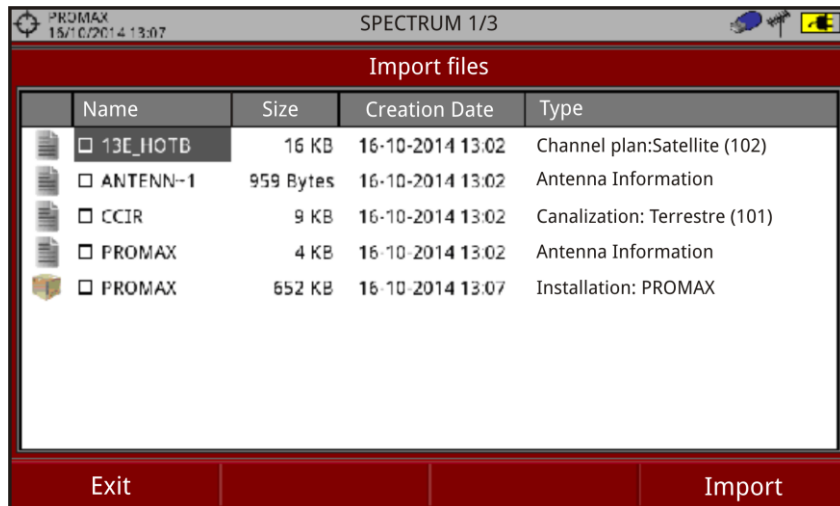 PROMAX
16/10/2014 13:07
SPECTRUM 1/3
Import files
Name Size Creation Date Type
13E_HOTB 16 KB 16-10-2014 13:02 Channel plan:Satellite (102)
ANTENN~1 959 Bytes 16-10-2014 13:02 Antenna Information
CCIR 9 KB 16-10-2014 13:02 Canalization: Terrestre (101)
PROMAX 4 KB 16-10-2014 13:02 Antenna Information
PROMAX 652 KB 16-10-2014 13:07 Installation: PROMAX
Exit Import